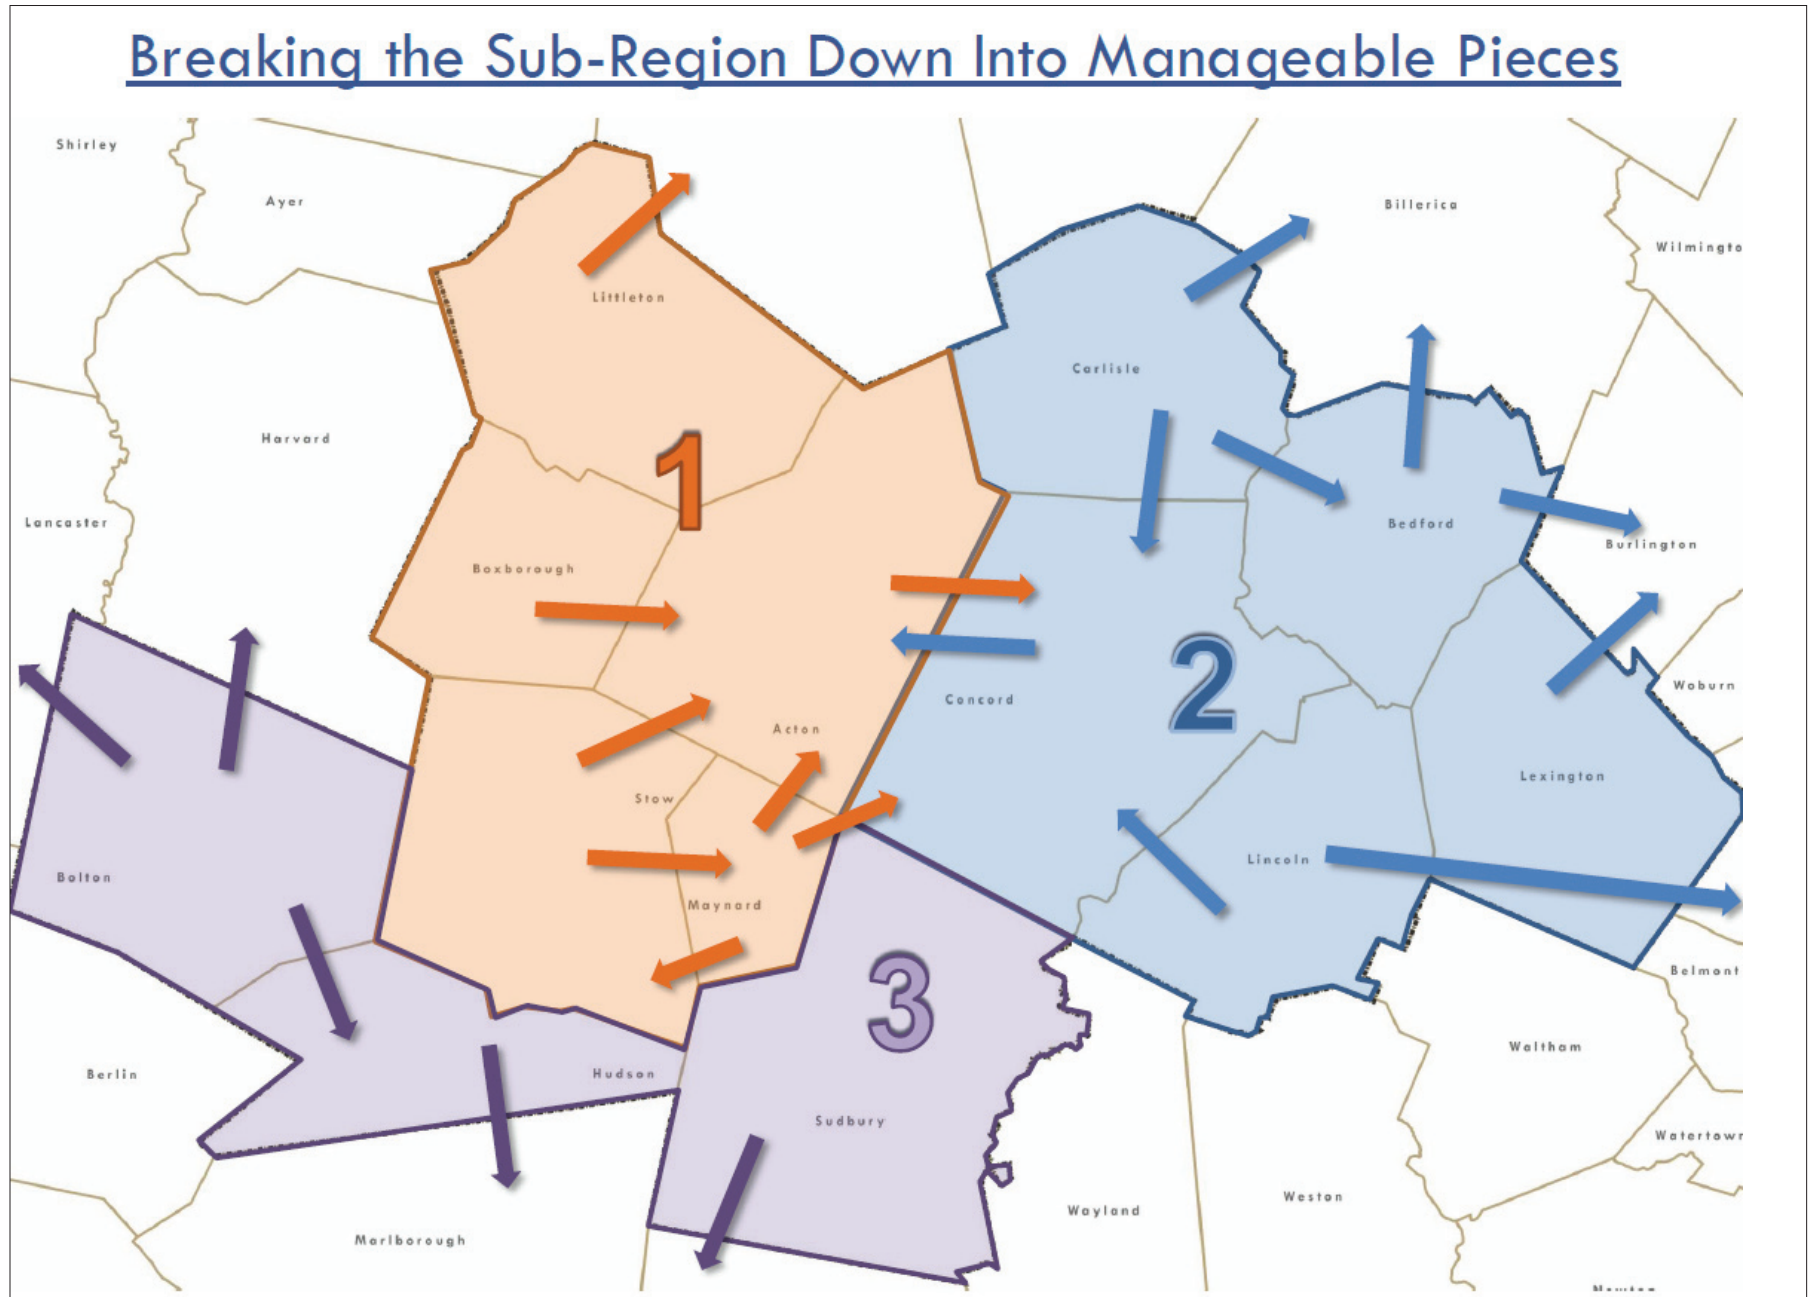 Breaking the Sub-Region Down Into Manageable Pieces
Shirley
Ayer
Billerica
Wilmingto
Littleton
Carlisle
Harvard
1
Lancaster
Bedford
Burlington
Boxborough
2
Woburn
Concord
Acton
Lexington
Stow
Lincoln
Bolton
Maynard
Belmont
3
Waltham
Berlin
Hudson
Sudbury
Watertown
Weston
Wayland
Marlborough